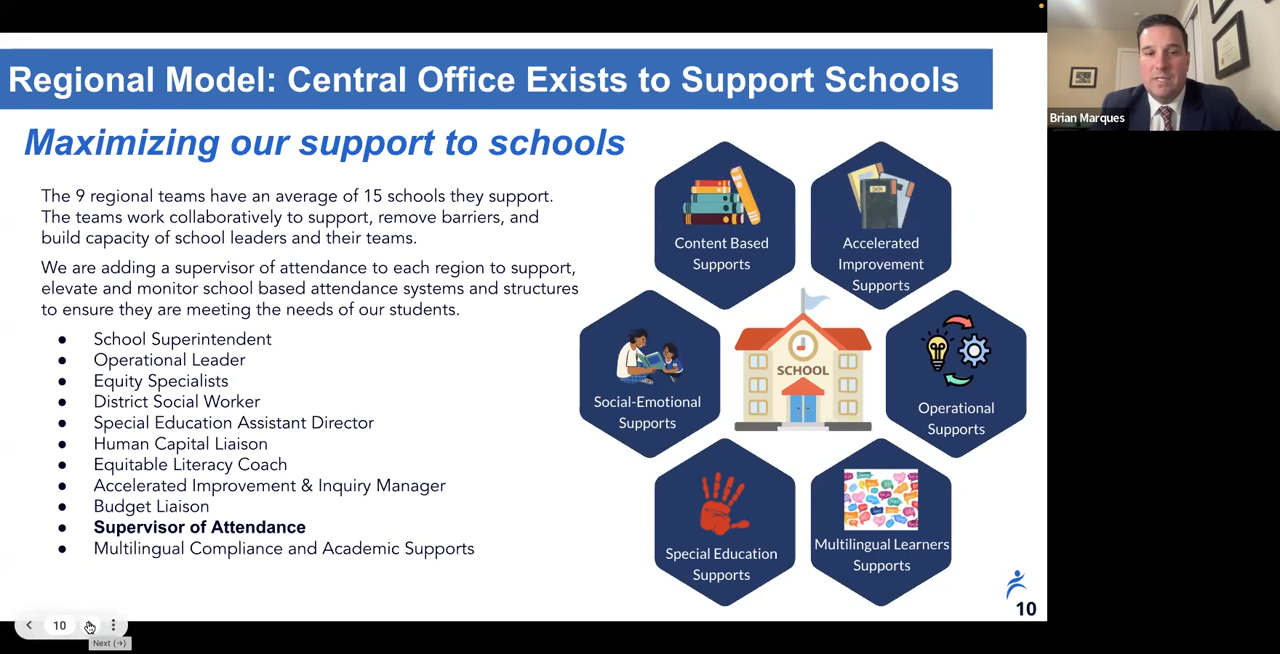 Regional Model: Central Office Exists to Support Schools
Maximizing our support to schools
The 9 regional teams have an average of 15 schools they support.
The teams work collaboratively to support, remove barriers, and
build capacity of school leaders and their teams.
We are adding a supervisor of attendance to each region to support,
elevate and monitor school based attendance systems and structures
to ensure they are meeting the needs of our students.
● School Superintendent
● Operational Leader
● Equity Specialists
● District Social Worker
● Special Education Assistant Director
● Human Capital Liaison
● Equitable Literacy Coach
● Accelerated Improvement & Inquiry Manager
● Budget Liaison
● Supervisor of Attendance
● Multilingual Compliance and Academic Supports
Content Based
Supports
Accelerated
Improvement
Supports
Social-Emotional
Supports
SCHOOL
Operational
Supports
Special Education
Supports
Multilingual Learners
Supports
10
10
Next (→)
Brian Marques